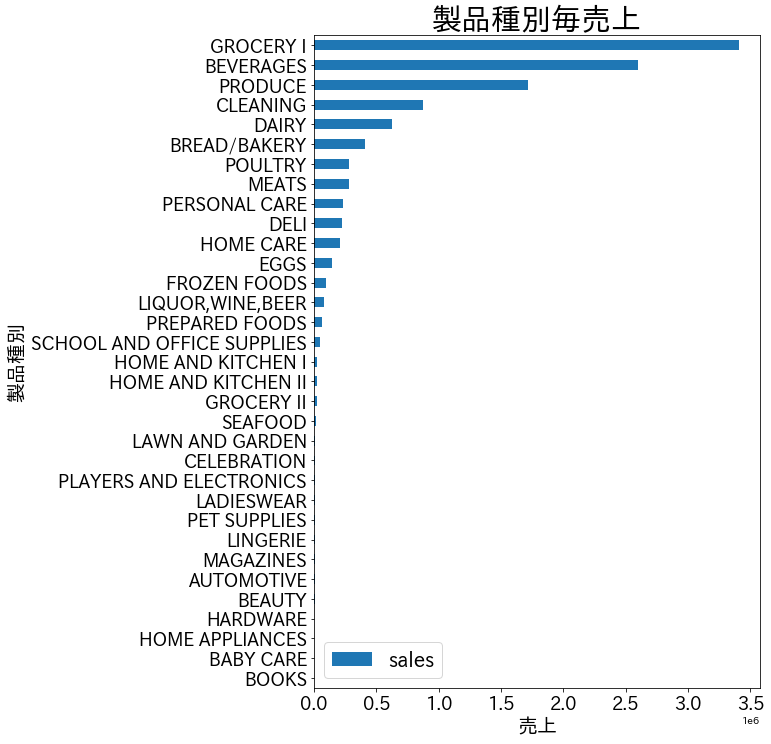 製品種別毎売上
GROCERY I
BEVERAGES
PRODUCE
CLEANING
DAIRY
BREAD/BAKERY
POULTRY
MEATS
PERSONAL CARE
DELI
HOME CARE
EGGS
FROZEN FOODS
LIQUOR,WINE,BEER
PREPARED FOODS
SCHOOL AND OFFICE SUPPLIES
HOME AND KITCHEN I
HOME AND KITCHEN II
GROCERY II
SEAFOOD
LAWN AND GARDEN
CELEBRATION
PLAYERS AND ELECTRONICS
LADIESWEAR
PET SUPPLIES
LINGERIE
MAGAZINES
AUTOMOTIVE
BEAUTY
HARDWARE
HOME APPLIANCES
BABY CARE
BOOKS
製品種別
sales
0.0 0.5 1.0 1.5 2.0 2.5 3.0 3.5
売上
1e6